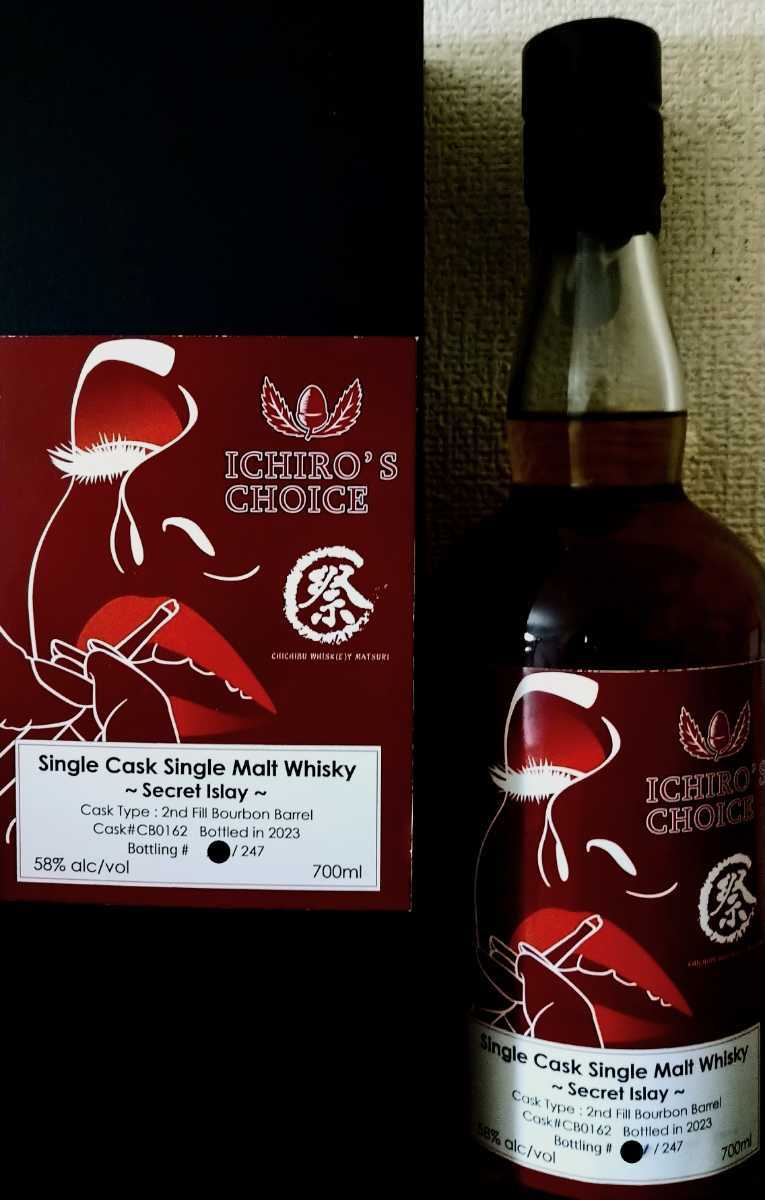 ICHIRO'S
CHOICE
祭
CHICHIBU WHISK(E)Y MATSURI
Single Cask Single Malt Whisky
~ Secret Islay ~
Cask Type : 2nd Fill Bourbon Barrel
Cask#CB0162 Bottled in 2023
Bottling # / 247
58% alc/vol 700ml
ICHIRO'S
CHOICE
祭
Single Cask Single Malt Whisky
~ Secret Islay ~
Cask Type : 2nd Fill Bourbon Barrel
Cask#CB0162 Bottled in 2023
Bottling # / 247
58% alc/vol 700ml